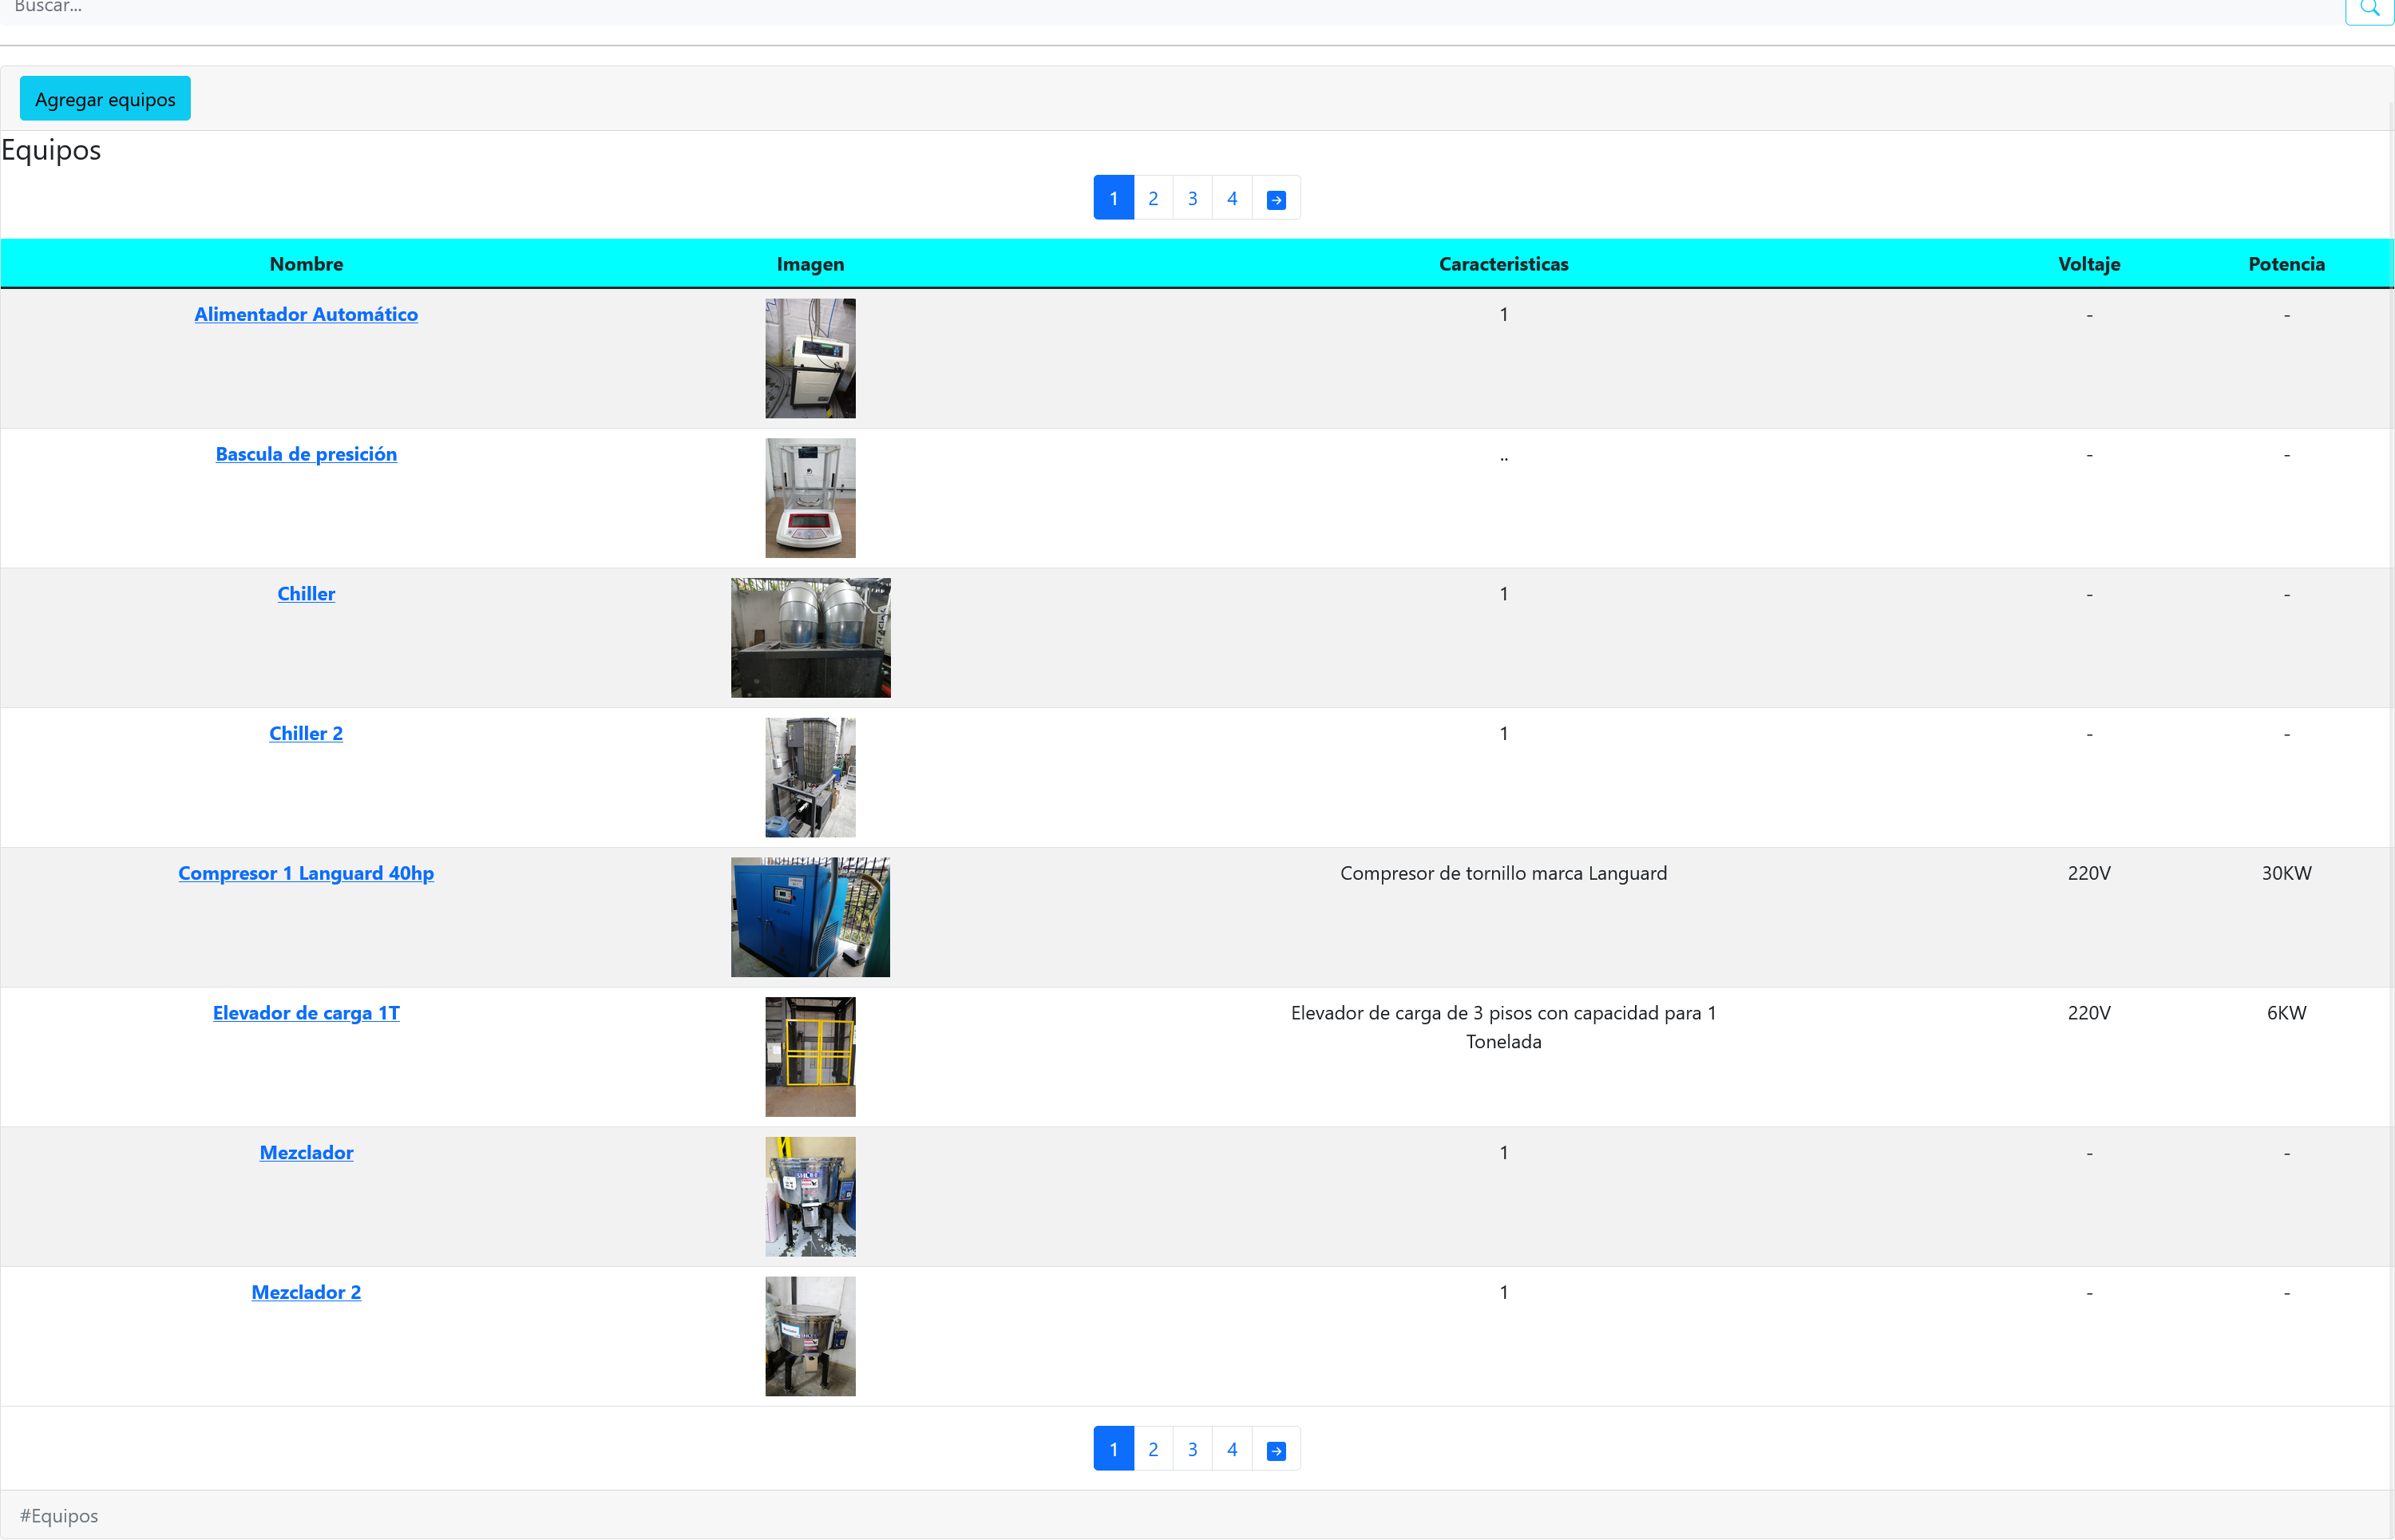 Buscar...
Agregar equipos
Equipos
1 2 3 4
Nombre Imagen Caracteristicas Voltaje Potencia
Alimentador Automático 1 - -
Bascula de presición .. - -
Chiller 1 - -
Chiller 2 1 - -
Compresor 1 Languard 40hp Compresor de tornillo marca Languard 220V 30KW
Elevador de carga 1T Elevador de carga de 3 pisos con capacidad para 1 220V 6KW
Tonelada
Mezclador 1 - -
Mezclador 2 1 - -
1 2 3 4
#Equipos